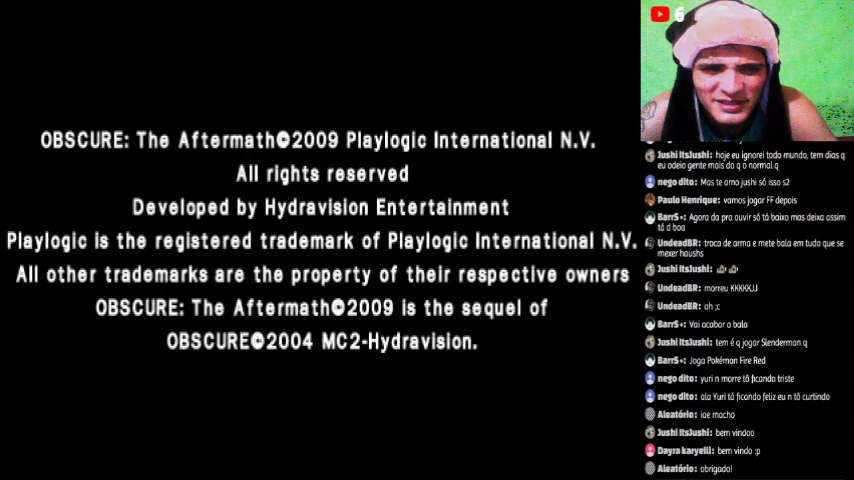 OBSCURE: The Aftermath©2009 Playlogic International N.V.
All rights reserved
Developed by Hydravision Entertainment
Playlogic is the registered trademark of Playlogic International N.V.
All other trademarks are the property of their respective owners
OBSCURE: The Aftermath©2009 is the sequel of
OBSCURE©2004 MC2-Hydravision.
6
Jushi ItsJushi: hoje eu ignorei todo mundo, tem dias q
eu odeio gente mais do q o normal q
nego dito: Mas te amo jushi só isso s2
Paulo Henrique: vamos jogar FF depois
BarrS•: Agora da pra ouvir só tá baixo mas deixa assim
tá d boa
UndeadBR: troca de arma e mete bala em tudo que se
mexer haushs
Jushi ItsJushi:
UndeadBR: morreu KKKKJJ
UndeadBR: oh ;c
BarrS•: Vai acabar a bala
Jushi ItsJushi: tem é q jogar Slenderman q
BarrS•: Joga Pokémon Fire Red
nego dito: yuri n morre tô ficando triste
nego dito: ala Yuri tá ficando feliz eu n tô curtindo
Aleatório: iae macho
Jushi ItsJushi: bem vindoo
Dayra karyelli: bem vindo :p
Aleatório: obrigado!